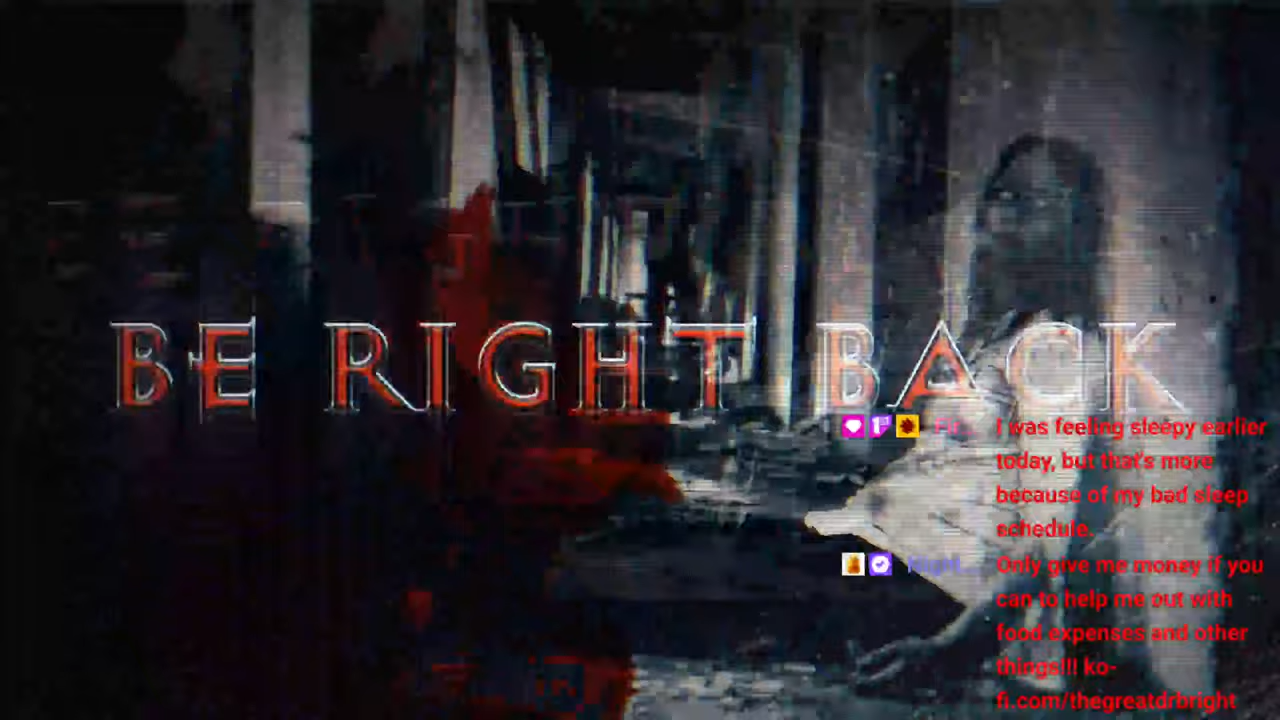 BE RIGHT BACK
I was feeling sleepy earlier
today, but that's more
because of my bad sleep
schedule.
Only give me money if you
can to help me out with
food expenses and other
things!!! ko-
fi.com/thegreatdrbright